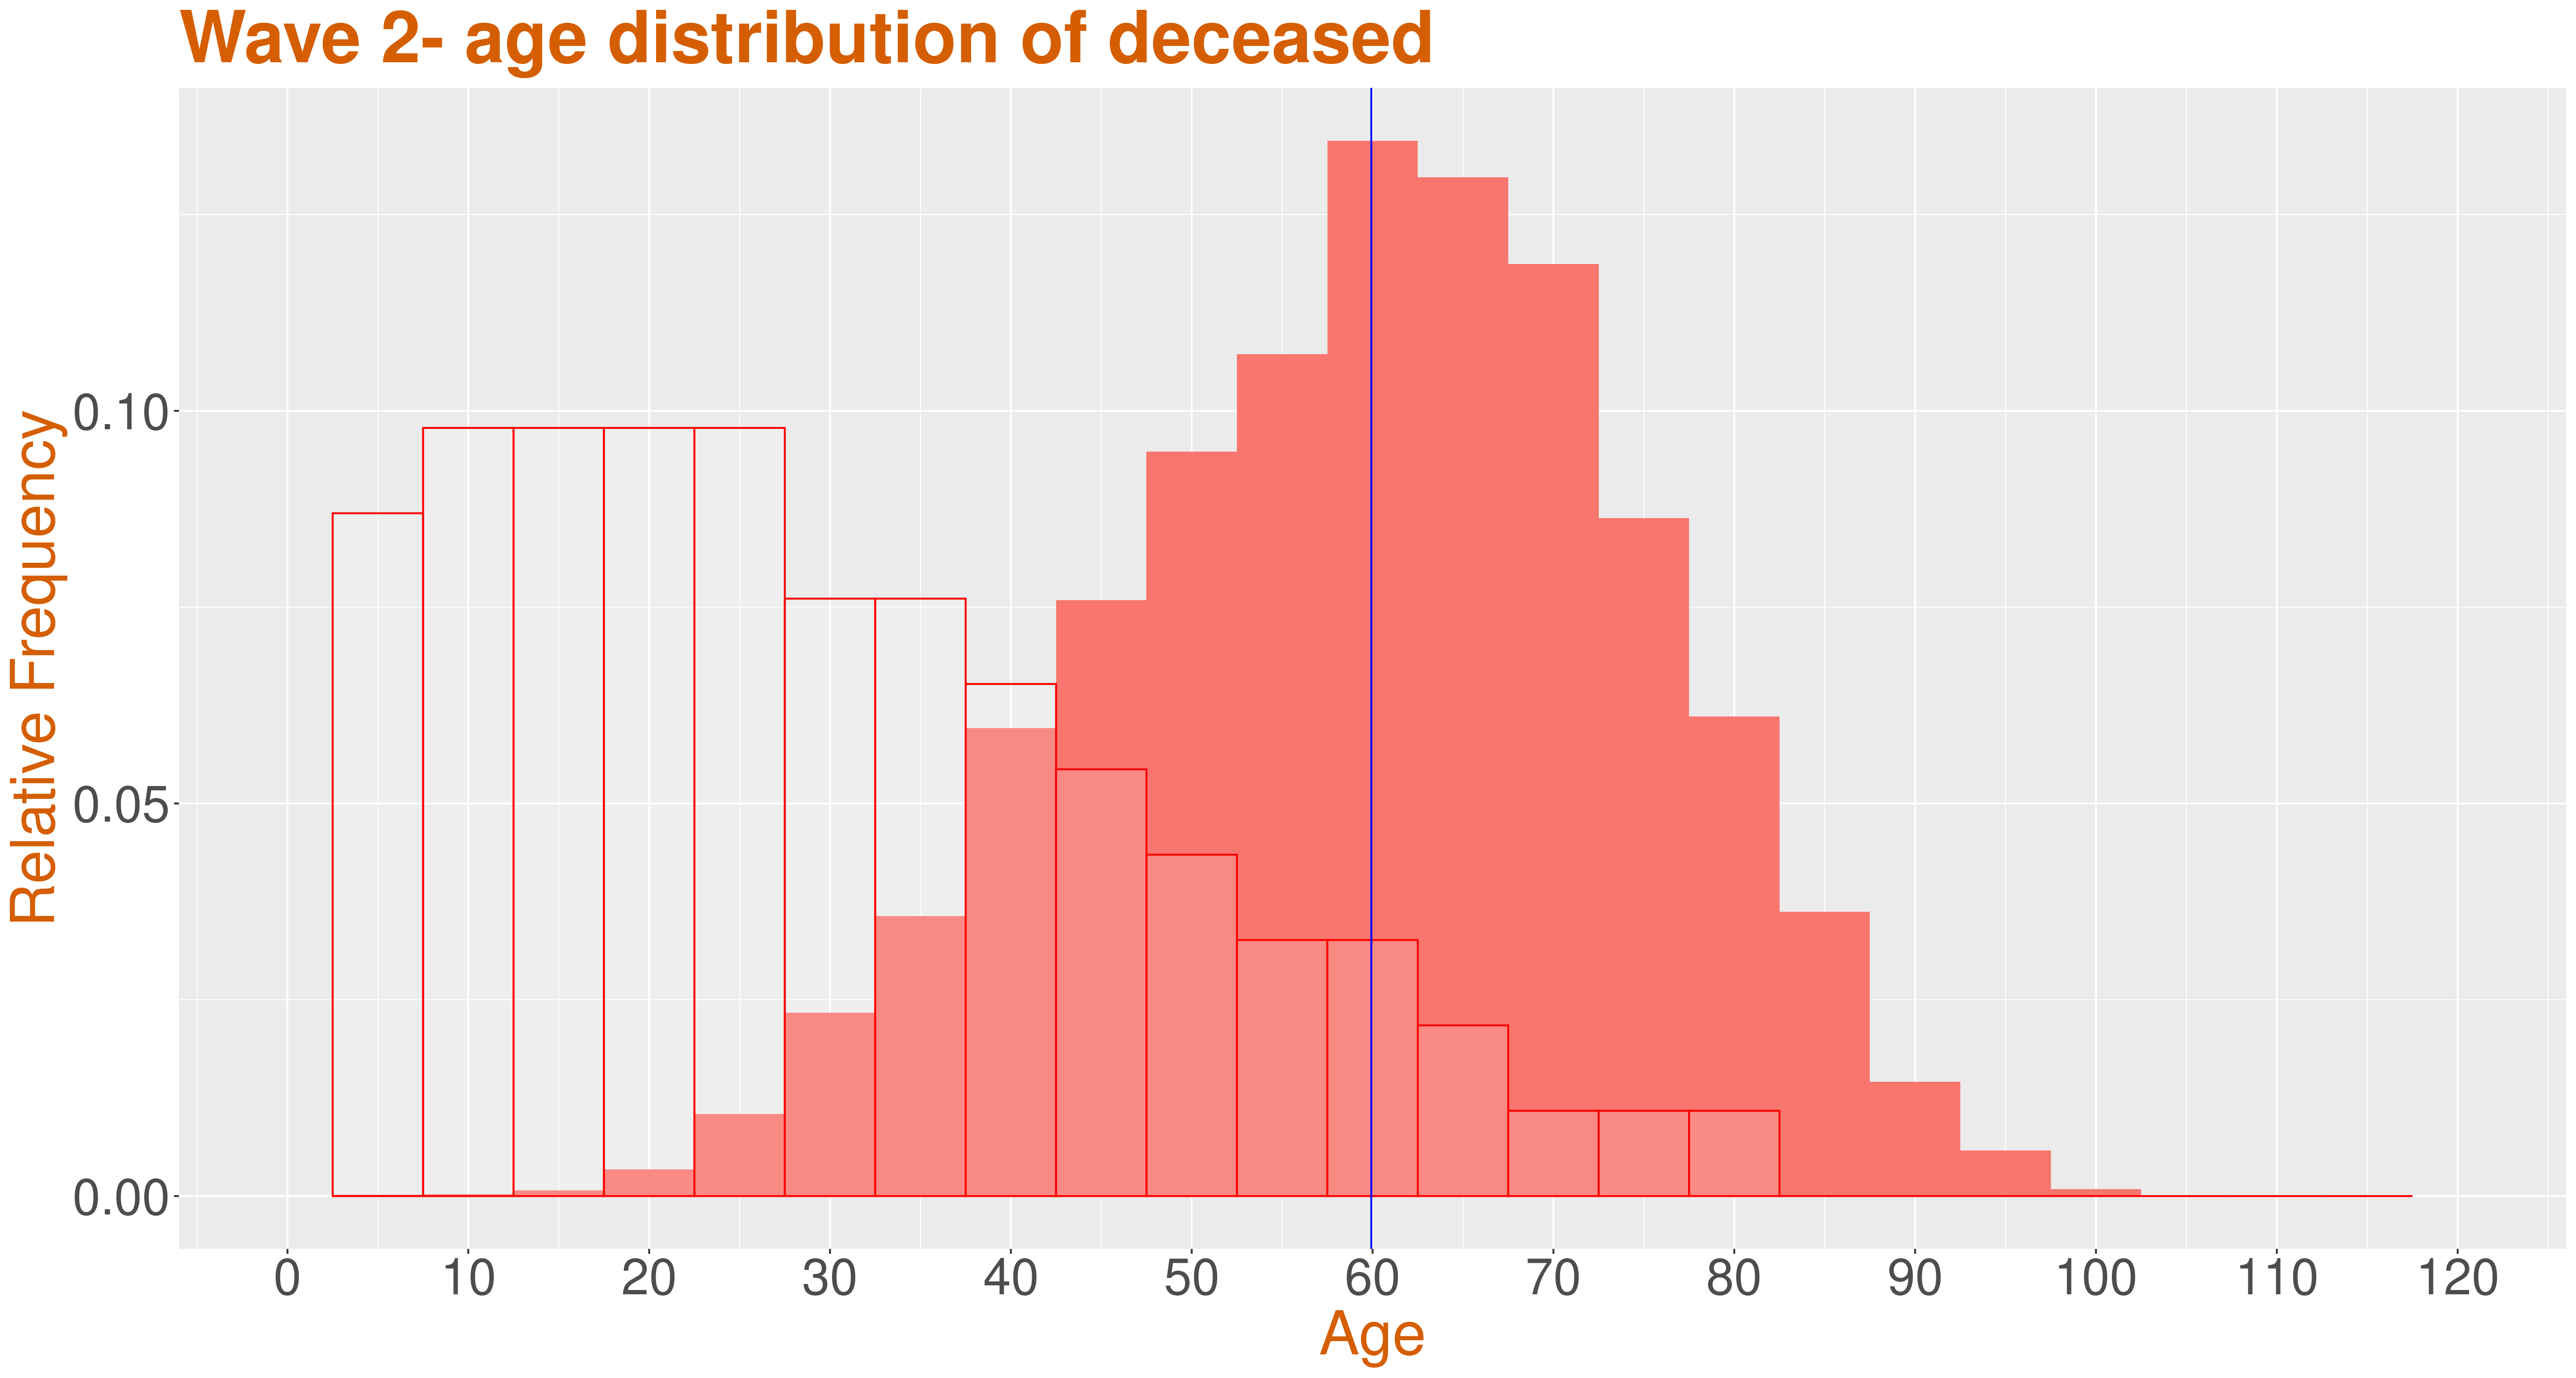 Wave 2- age distribution of deceased
Relative Frequency
0.10
0.05
0.00
0 10 20 30 40 50 60 70 80 90 100 110 120
Age